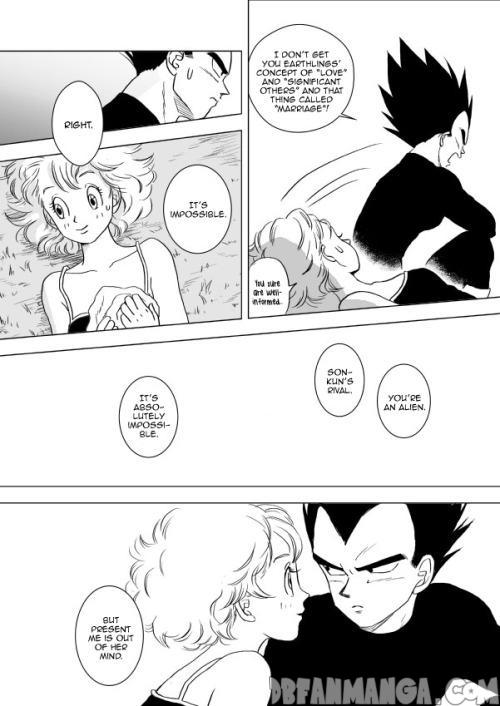 I DON'T GET
YOU EARTHLINGS'
CONCEPT OF "LOVE"
AND "SIGNIFICANT
OTHERS" AND THAT
THING CALLED
"MARRIAGE"!
You sure
are well-
informed.
RIGHT.
IT'S
IMPOSSIBLE.
YOU'RE
AN ALIEN.
SON-
KUN'S
RIVAL.
IT'S
ABSO-
LUTELY
IMPOSSI-
BLE.
BUT
PRESENT
ME IS OUT
OF HER
MIND.
DBFANMANGA.COM